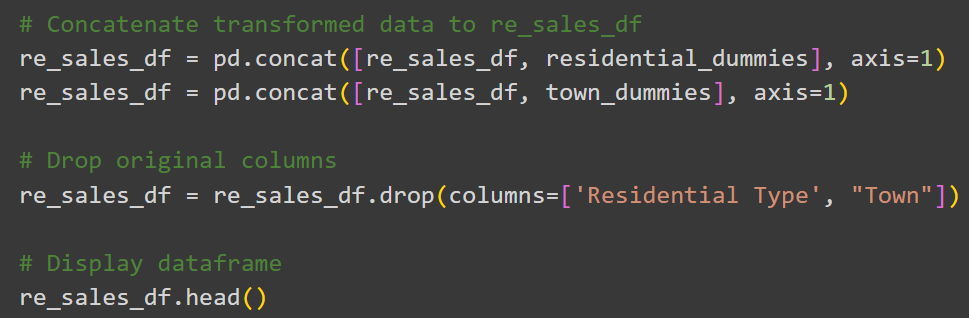 # Concatenate transformed data to re_sales_df
re_sales_df = pd.concat([re_sales_df, residential_dummies], axis=1)
re_sales_df = pd.concat([re_sales_df, town_dummies], axis=1)
# Drop original columns
re_sales_df = re_sales_df.drop(columns=['Residential Type', "Town"])
# Display dataframe
re_sales_df.head()